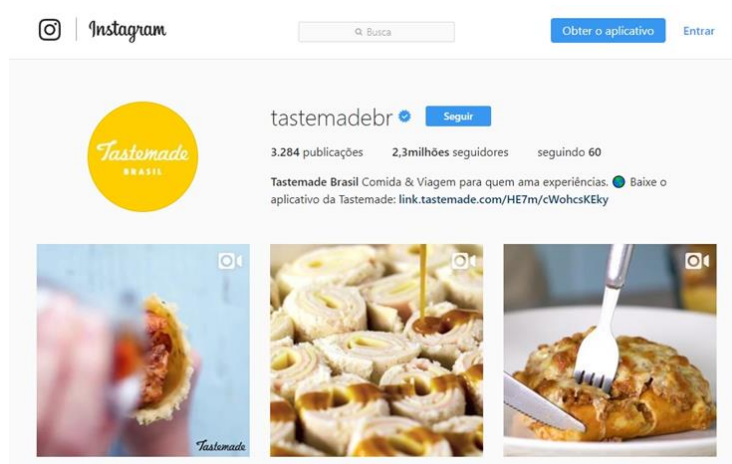 Instagram
Busca
Obter o aplicativo
Entrar
tastemadebr
Seguir
3.284 publicações 2,3milhões seguidores seguindo 60
Tastemade
BRASIL
Tastemade Brasil Comida & Viagem para quem ama experiências. 🌎 Baixe o
aplicativo da Tastemade: link.tastemade.com/HE7m/cWohcsKEky
Tastemade